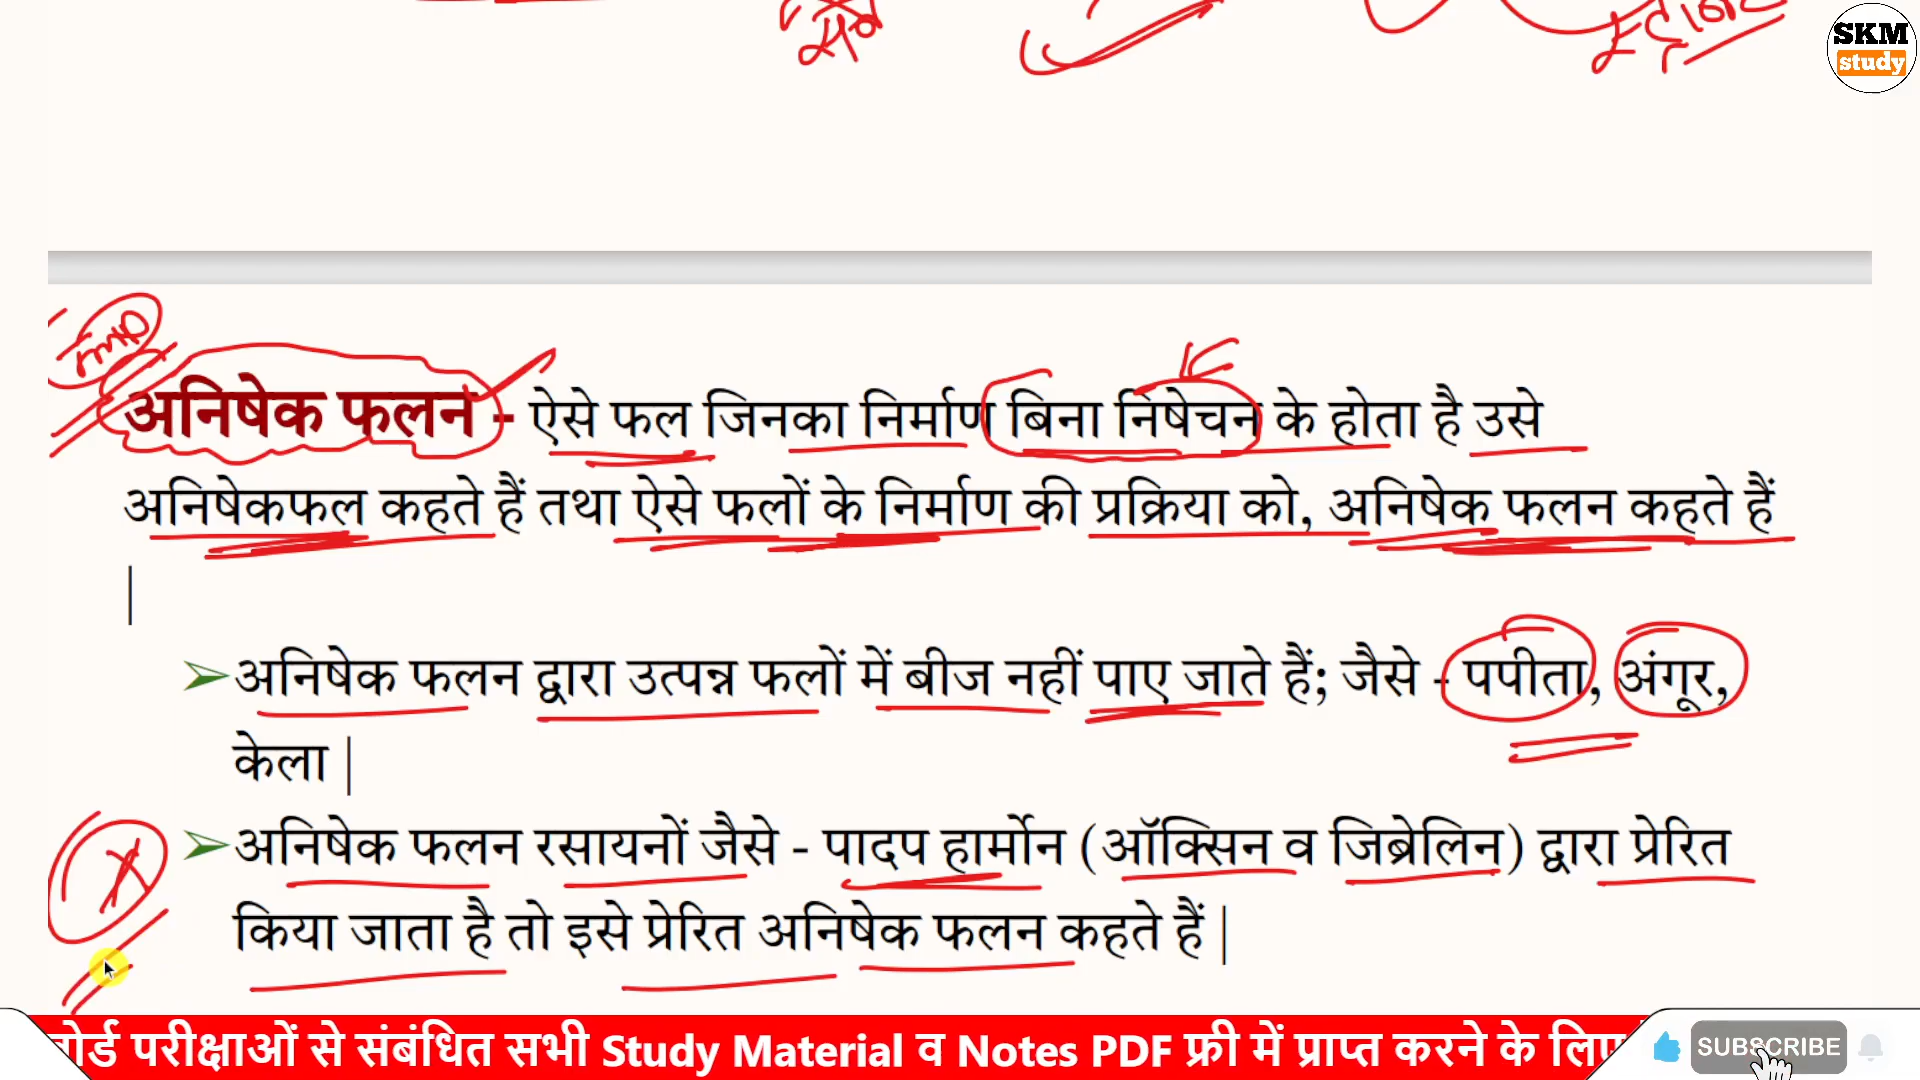 SKM
study
Imp
अनिषेक फलन - ऐसे फल जिनका निर्माण बिना निषेचन के होता है उसे
अनिषेकफल कहते हैं तथा ऐसे फलों के निर्माण की प्रक्रिया को, अनिषेक फलन कहते हैं
|
➢ अनिषेक फलन द्वारा उत्पन्न फलों में बीज नहीं पाए जाते हैं; जैसे - पपीता, अंगूर,
केला |
➢ अनिषेक फलन रसायनों जैसे - पादप हार्मोन (ऑक्सिन व जिब्रेलिन) द्वारा प्रेरित
किया जाता है तो इसे प्रेरित अनिषेक फलन कहते हैं |
परीक्षाओं से संबंधित सभी Study Material व Notes PDF फ्री में प्राप्त करने के लिए
SUBSCRIBE